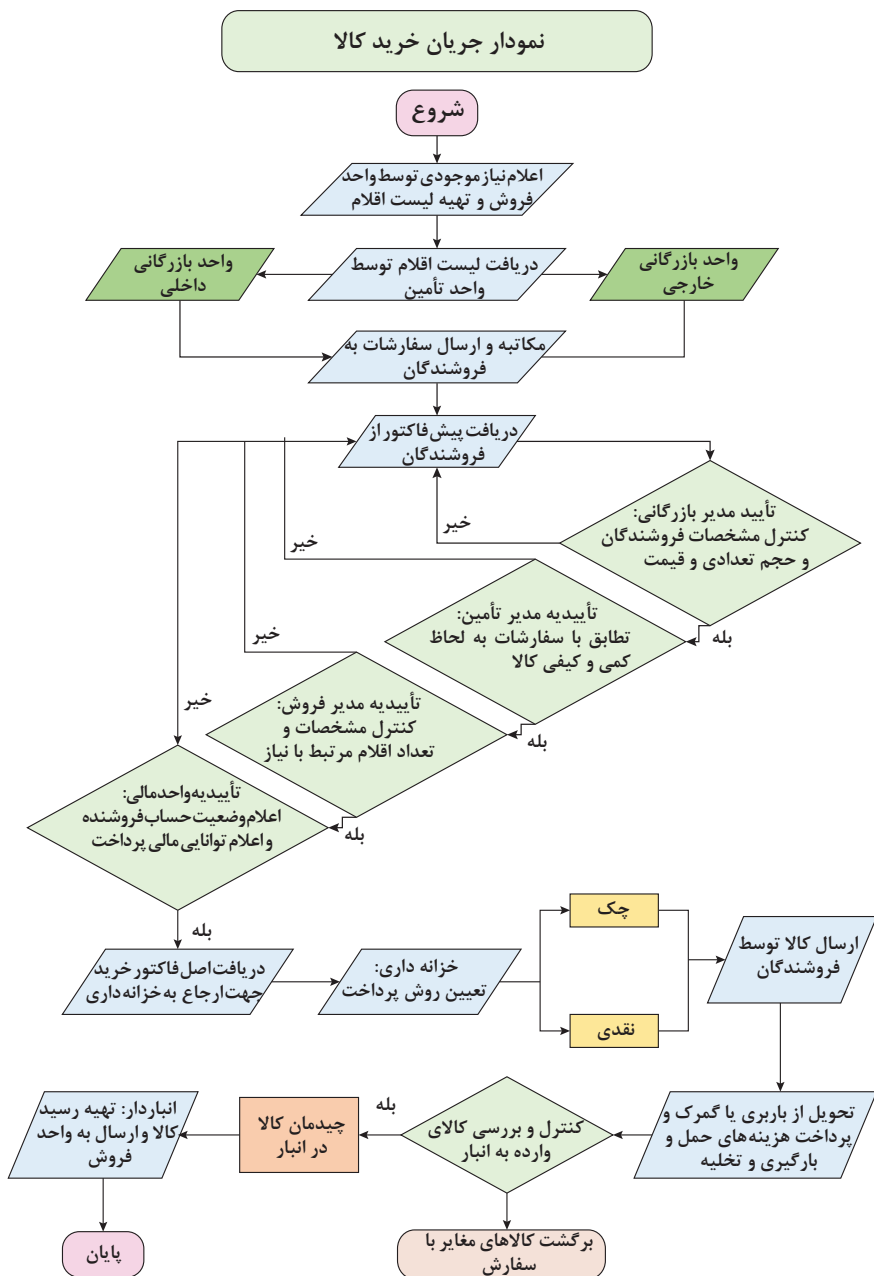 نمودار جریان خرید کالا
شروع
اعلام نیاز موجودی توسط واحد
فروش و تهیه لیست اقلام
واحد بازرگانی
خارجی
دریافت لیست اقلام توسط
واحد تأمین
واحد بازرگانی
داخلی
مکاتبه و ارسال سفارشات به
فروشندگان
دریافت پیش فاکتور از
فروشندگان
تأیید مدیر بازرگانی:
کنترل مشخصات فروشندگان
و حجم تعدادی و قیمت
خیر
بله
تأییدیه مدیر تأمین:
تطابق با سفارشات به لحاظ
کمی و کیفی کالا
خیر
بله
تأییدیه مدیر فروش:
کنترل مشخصات و
تعداد اقلام مرتبط با نیاز
خیر
بله
تأییدیه واحد مالی:
اعلام وضعیت حساب فروشنده
و اعلام توانایی مالی پرداخت
خیر
بله
دریافت اصل فاکتور خرید
جهت ارجاع به خزانه داری
خزانه داری:
تعیین روش پرداخت
چک
نقدی
ارسال کالا توسط
فروشندگان
تحویل از باربری یا گمرک و
پرداخت هزینه‌های حمل و
بارگیری و تخلیه
کنترل و بررسی کالای
وارده به انبار
بله
چیدمان کالا
در انبار
انباردار: تهیه رسید
کالا و ارسال به واحد
فروش
برگشت کالاهای مغایر با
سفارش
پایان